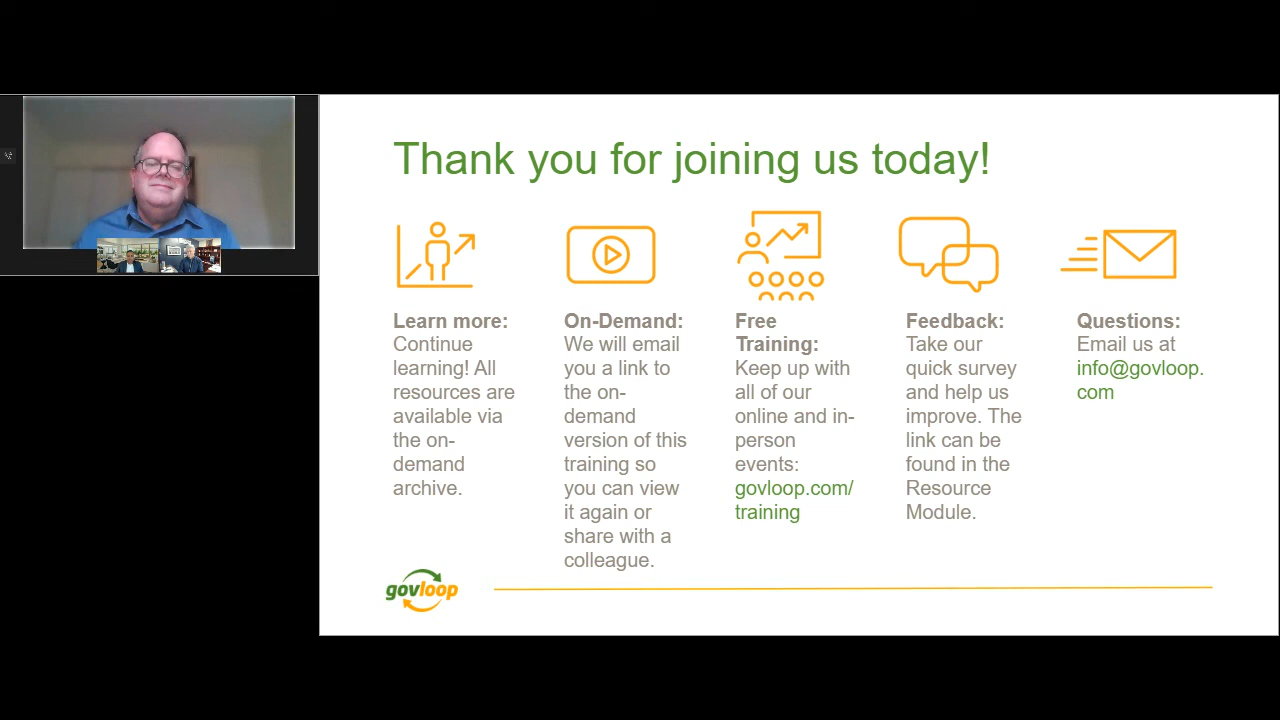 Thank you for joining us today!
Learn more:
Continue
learning! All
resources are
available via
the on-
demand
archive.
On-Demand:
We will email
you a link to
the on-
demand
version of this
training so
you can view
it again or
share with a
colleague.
Free
Training:
Keep up with
all of our
online and in-
person
events:
govloop.com/
training
Feedback:
Take our
quick survey
and help us
improve. The
link can be
found in the
Resource
Module.
Questions:
Email us at
info@govloop.
com
govloop